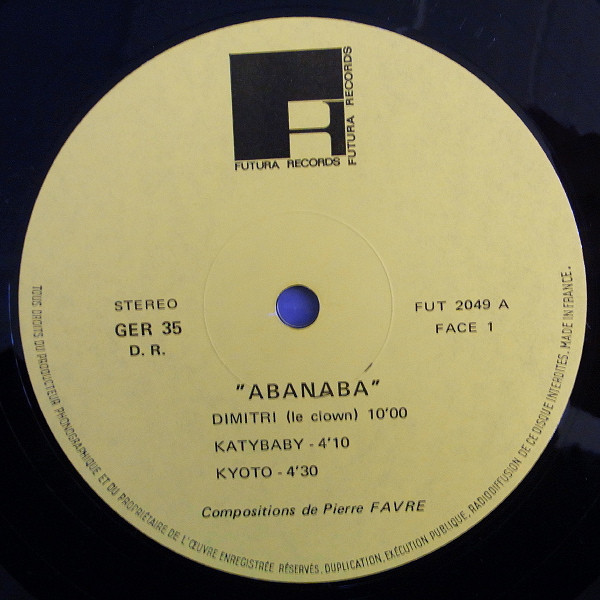 FUTURA RECORDS
FUTURA RECORDS
STEREO
GER 35
D. R.
FUT 2049 A
FACE 1
"ABANABA"
DIMITRI (le clown) 10'00
KATYBABY - 4'10
KYOTO - 4'30
Compositions de Pierre FAVRE
TOUS DROITS DU PRODUCTEUR PHONOGRAPHIQUE ET DU PROPRIÉTAIRE DE L'ŒUVRE ENREGISTRÉE RÉSERVÉS. DUPLICATION, EXÉCUTION PUBLIQUE, RADIODIFFUSION DE CE DISQUE INTERDITES. MADE IN FRANCE.